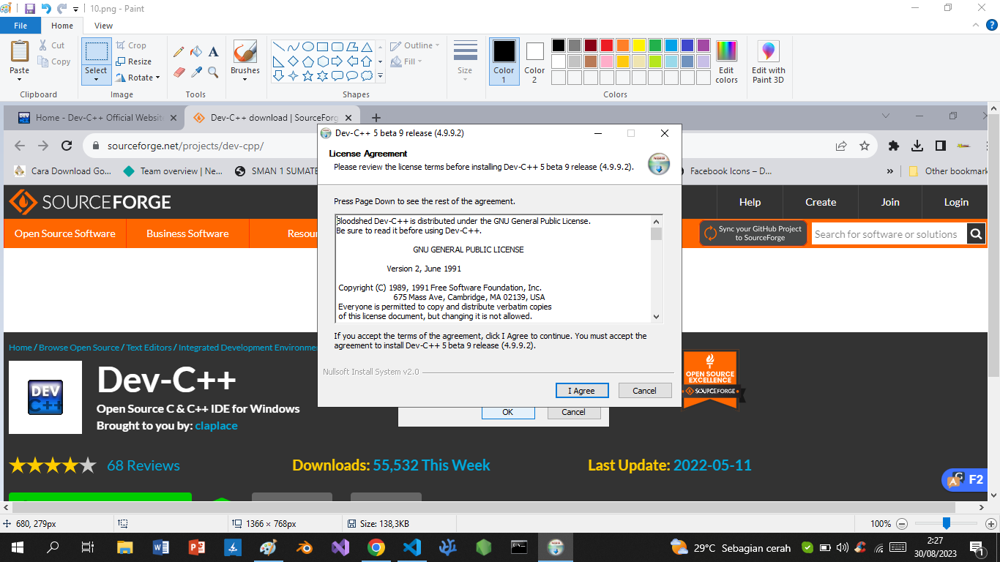 10.png - Paint
File
Home
View
Paste
Cut
Copy
Clipboard
Select
Crop
Resize
Rotate
Image
A
Tools
Brushes
Outline
Fill
Shapes
Size
Color 1
Color 2
Edit colors
Colors
Edit with Paint 3D
Home - Dev-C++ Official Websit
Dev-C++ download | SourceForg
sourceforge.net/projects/dev-cpp/
Cara Download Go...
Team overview | Ne...
SMAN 1 SUMATE
Facebook Icons – D...
Other bookmark
SOURCEFORGE
Help
Create
Join
Login
Open Source Software
Business Software
Resou
Sync your GitHub Project
to SourceForge
Search for software or solutions
Home / Browse Open Source / Text Editors / Integrated Development Environme
DEV
C++
Dev-C++
Open Source C & C++ IDE for Windows
Brought to you by: claplace
OPEN SOURCE
EXCELLENCE
SOURCEFORGE
68 Reviews
Downloads: 55,532 This Week
Last Update: 2022-05-11
F2
Dev-C++ 5 beta 9 release (4.9.9.2)
License Agreement
Please review the license terms before installing Dev-C++ 5 beta 9 release (4.9.9.2).
Press Page Down to see the rest of the agreement.
Bloodshed Dev-C++ is distributed under the GNU General Public License.
Be sure to read it before using Dev-C++.
GNU GENERAL PUBLIC LICENSE
Version 2, June 1991
Copyright (C) 1989, 1991 Free Software Foundation, Inc.
675 Mass Ave, Cambridge, MA 02139, USA
Everyone is permitted to copy and distribute verbatim copies
of this license document, but changing it is not allowed.
If you accept the terms of the agreement, click I Agree to continue. You must accept the
agreement to install Dev-C++ 5 beta 9 release (4.9.9.2).
Nullsoft Install System v2.0
I Agree
Cancel
OK
Cancel
680, 279px
1366 × 768px
Size: 138,3KB
100%
29°C Sebagian cerah
2:27
30/08/2023
1